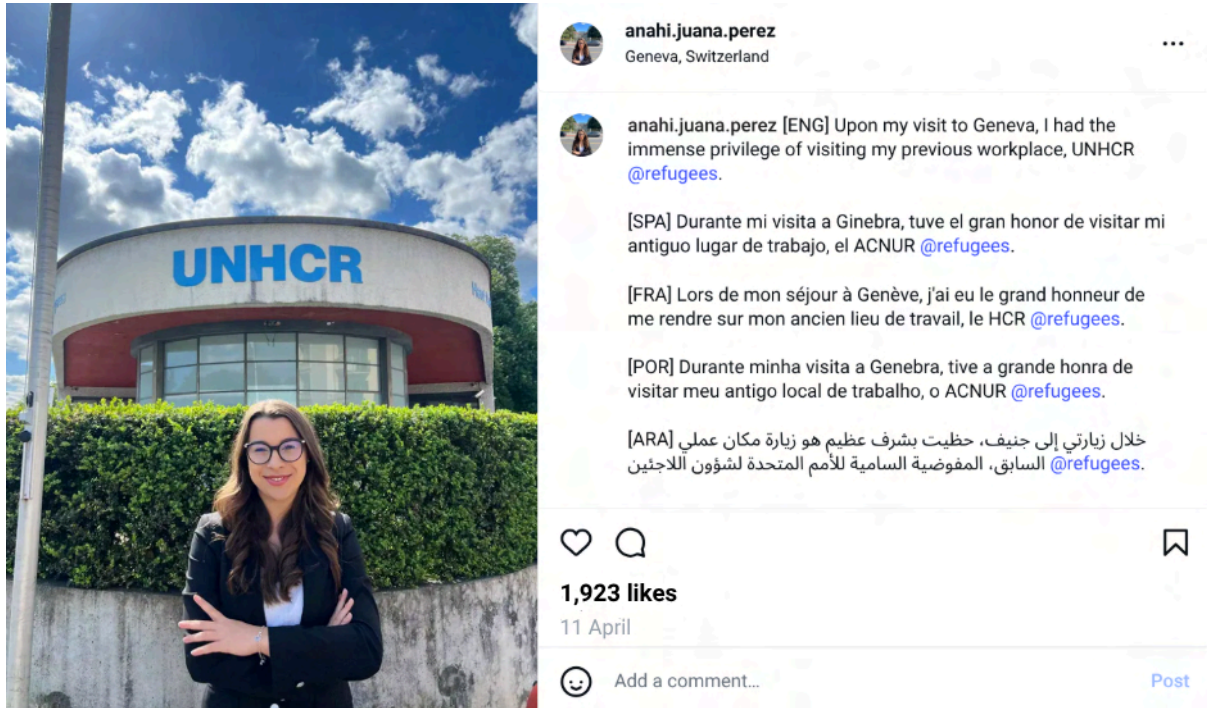 UNHCR
anahi.juana.perez
Geneva, Switzerland
anahi.juana.perez [ENG] Upon my visit to Geneva, I had the
immense privilege of visiting my previous workplace, UNHCR
@refugees.
[SPA] Durante mi visita a Ginebra, tuve el gran honor de visitar mi
antiguo lugar de trabajo, el ACNUR @refugees.
[FRA] Lors de mon séjour à Genève, j'ai eu le grand honneur de
me rendre sur mon ancien lieu de travail, le HCR @refugees.
[POR] Durante minha visita a Genebra, tive a grande honra de
visitar meu antigo local de trabalho, o ACNUR @refugees.
[ARA] خلال زيارتي إلى جنيف، حظيت بشرف عظيم هو زيارة مكان عملي
السابق، المفوضية السامية للأمم المتحدة لشؤون اللاجئين @refugees.
1,923 likes
11 April
Add a comment...
Post